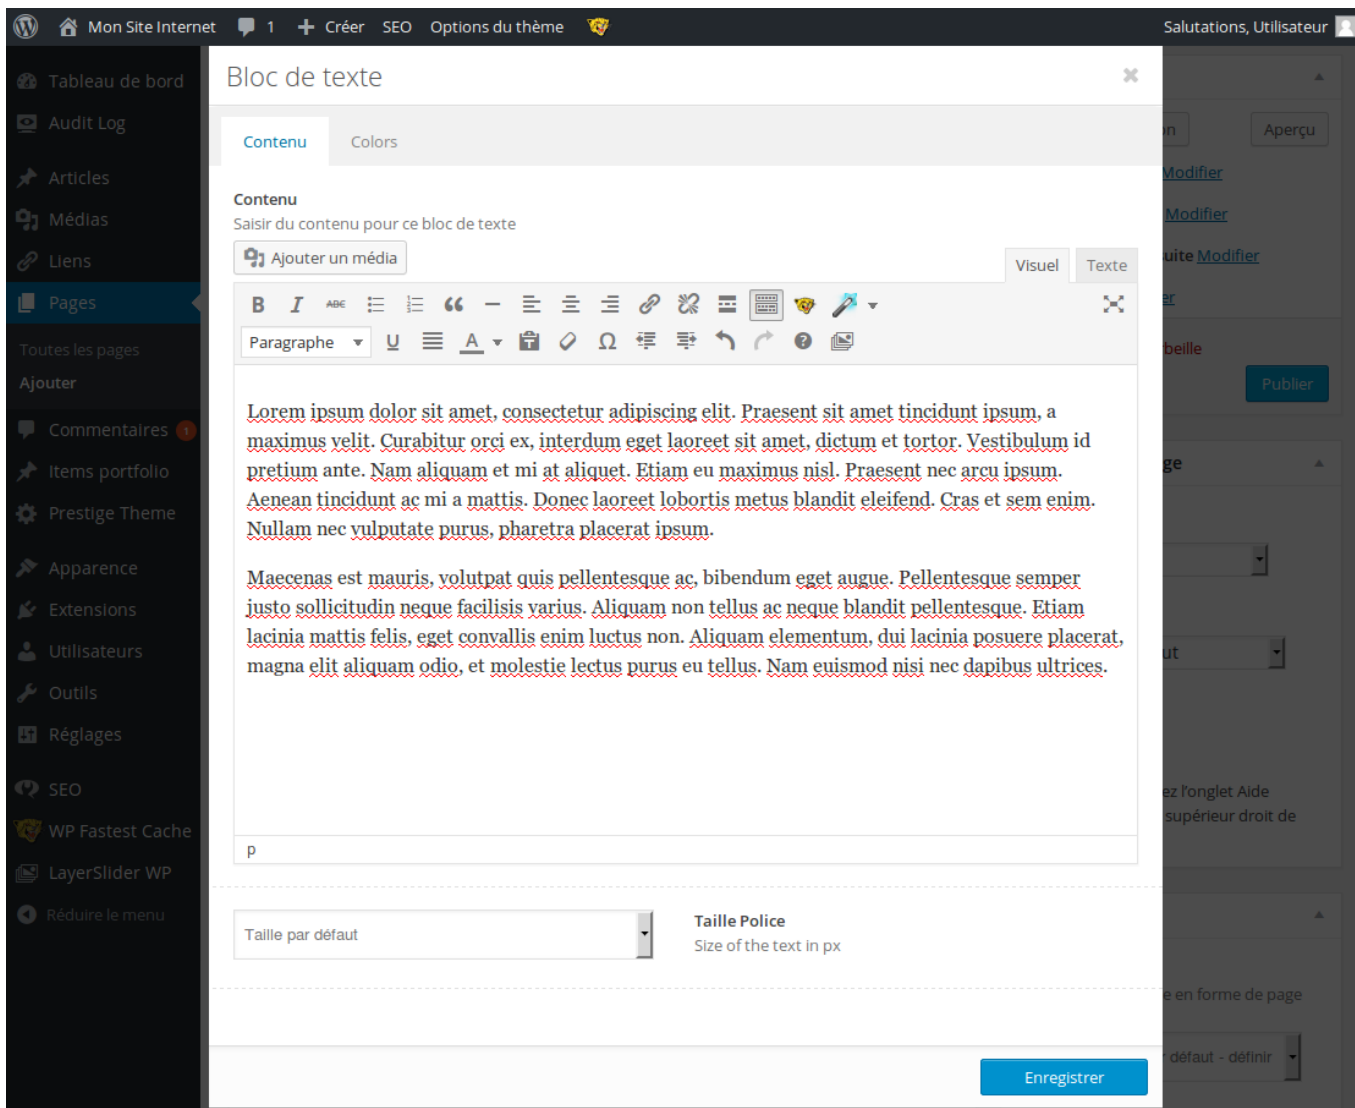 Mon Site Internet 1 Créer SEO Options du thème Salutations, Utilisateur
Tableau de bord
Audit Log
Articles
Médias
Liens
Pages
Toutes les pages
Ajouter
Commentaires 1
Items portfolio
Prestige Theme
Apparence
Extensions
Utilisateurs
Outils
Réglages
SEO
WP Fastest Cache
LayerSlider WP
Réduire le menu
Bloc de texte
Contenu Colors
Contenu
Saisir du contenu pour ce bloc de texte
Ajouter un média
Visuel Texte
B I ABC
Paragraphe U A Ω
Lorem ipsum dolor sit amet, consectetur adipiscing elit. Praesent sit amet tincidunt ipsum, a
maximus velit. Curabitur orci ex, interdum eget laoreet sit amet, dictum et tortor. Vestibulum id
pretium ante. Nam aliquam et mi at aliquet. Etiam eu maximus nisl. Praesent nec arcu ipsum.
Aenean tincidunt ac mi a mattis. Donec laoreet lobortis metus blandit eleifend. Cras et sem enim.
Nullam nec vulputate purus, pharetra placerat ipsum.
Maecenas est mauris, volutpat quis pellentesque ac, bibendum eget augue. Pellentesque semper
justo sollicitudin neque facilisis varius. Aliquam non tellus ac neque blandit pellentesque. Etiam
lacinia mattis felis, eget convallis enim luctus non. Aliquam elementum, dui lacinia posuere placerat,
magna elit aliquam odio, et molestie lectus purus eu tellus. Nam euismod nisi nec dapibus ultrices.
p
Taille par défaut
Taille Police
Size of the text in px
Enregistrer
on Aperçu
Modifier
Modifier
uite Modifier
er
beille
Publier
ge
ut
ez l'onglet Aide
supérieur droit de
e en forme de page
défaut - définir